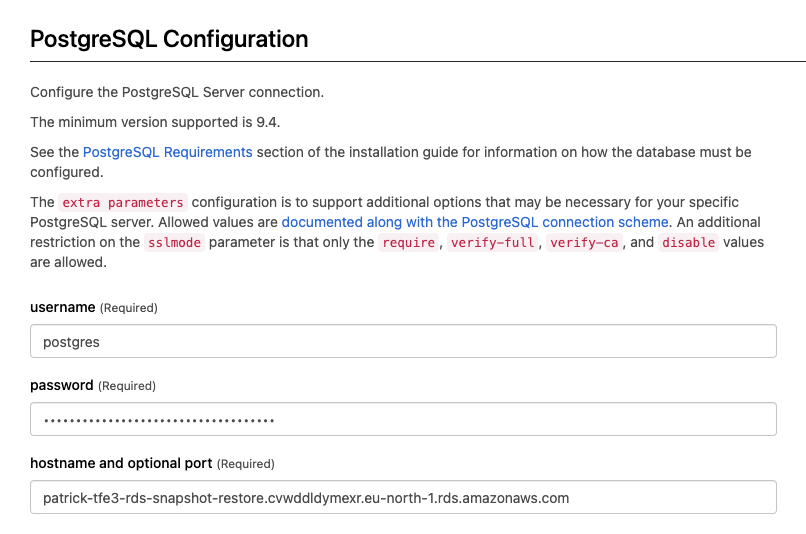 PostgreSQL Configuration
Configure the PostgreSQL Server connection.
The minimum version supported is 9.4.
See the PostgreSQL Requirements section of the installation guide for information on how the database must be
configured.
The extra parameters configuration is to support additional options that may be necessary for your specific
PostgreSQL server. Allowed values are documented along with the PostgreSQL connection scheme. An additional
restriction on the sslmode parameter is that only the require, verify-full, verify-ca, and disable values
are allowed.
username (Required)
postgres
password (Required)
••••••••••••••••••••••••••••••••••••
hostname and optional port (Required)
patrick-tfe3-rds-snapshot-restore.cvwddldymexr.eu-north-1.rds.amazonaws.com